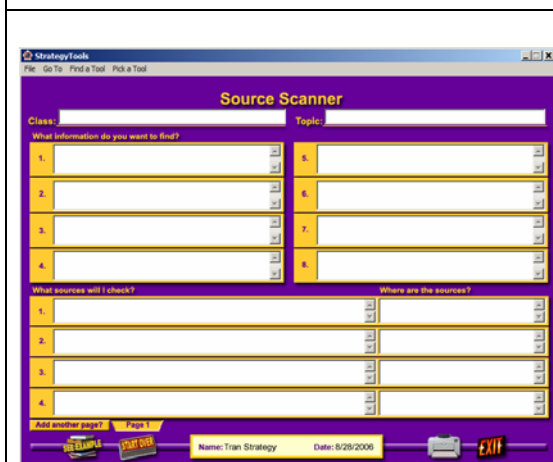 StrategyTools
File Go To Find a Tool Pick a Tool
Source Scanner
Class: Topic:
What information do you want to find?
1. 5.
2. 6.
3. 7.
4. 8.
What sources will I check? Where are the sources?
1.
2.
3.
4.
Add another page? Page 1
SEE EXAMPLE START OVER Name: Tran Strategy Date: 8/28/2006 EXIT